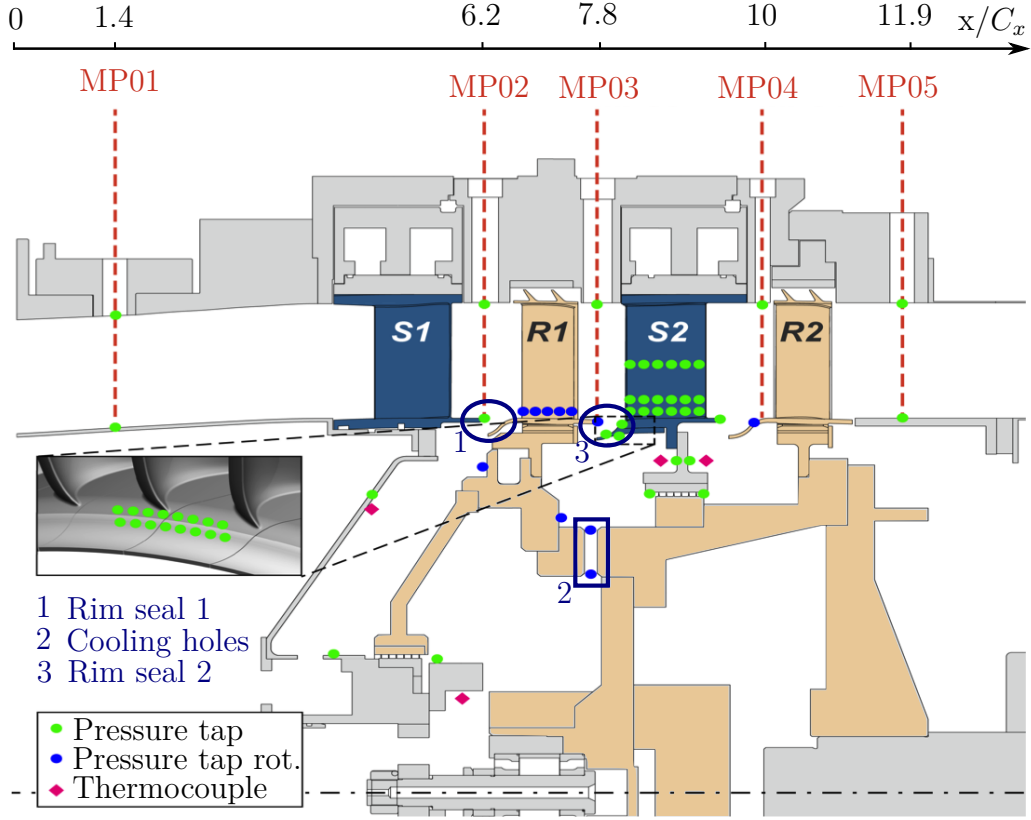 0 1.4 6.2 7.8 10 11.9 x/Cₓ
MP01 MP02 MP03 MP04 MP05
S1 R1 S2 R2
1 3
2
1 Rim seal 1
2 Cooling holes
3 Rim seal 2
Pressure tap
Pressure tap rot.
Thermocouple